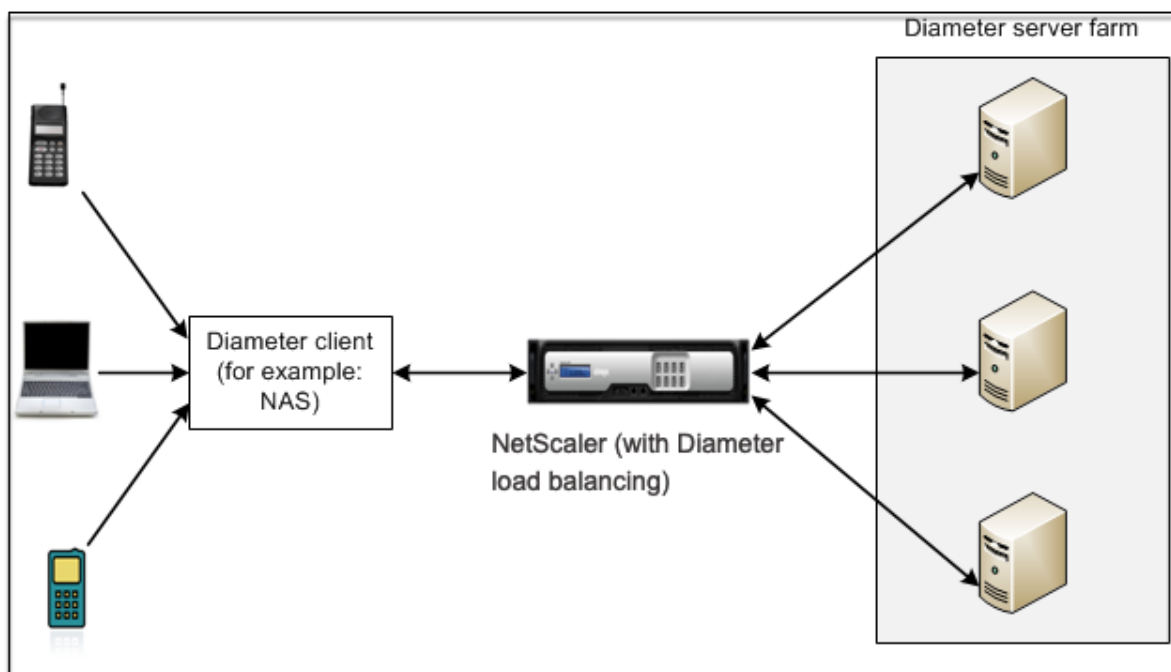 Diameter server farm
Diameter client
(for example:
NAS)
NetScaler (with Diameter
load balancing)